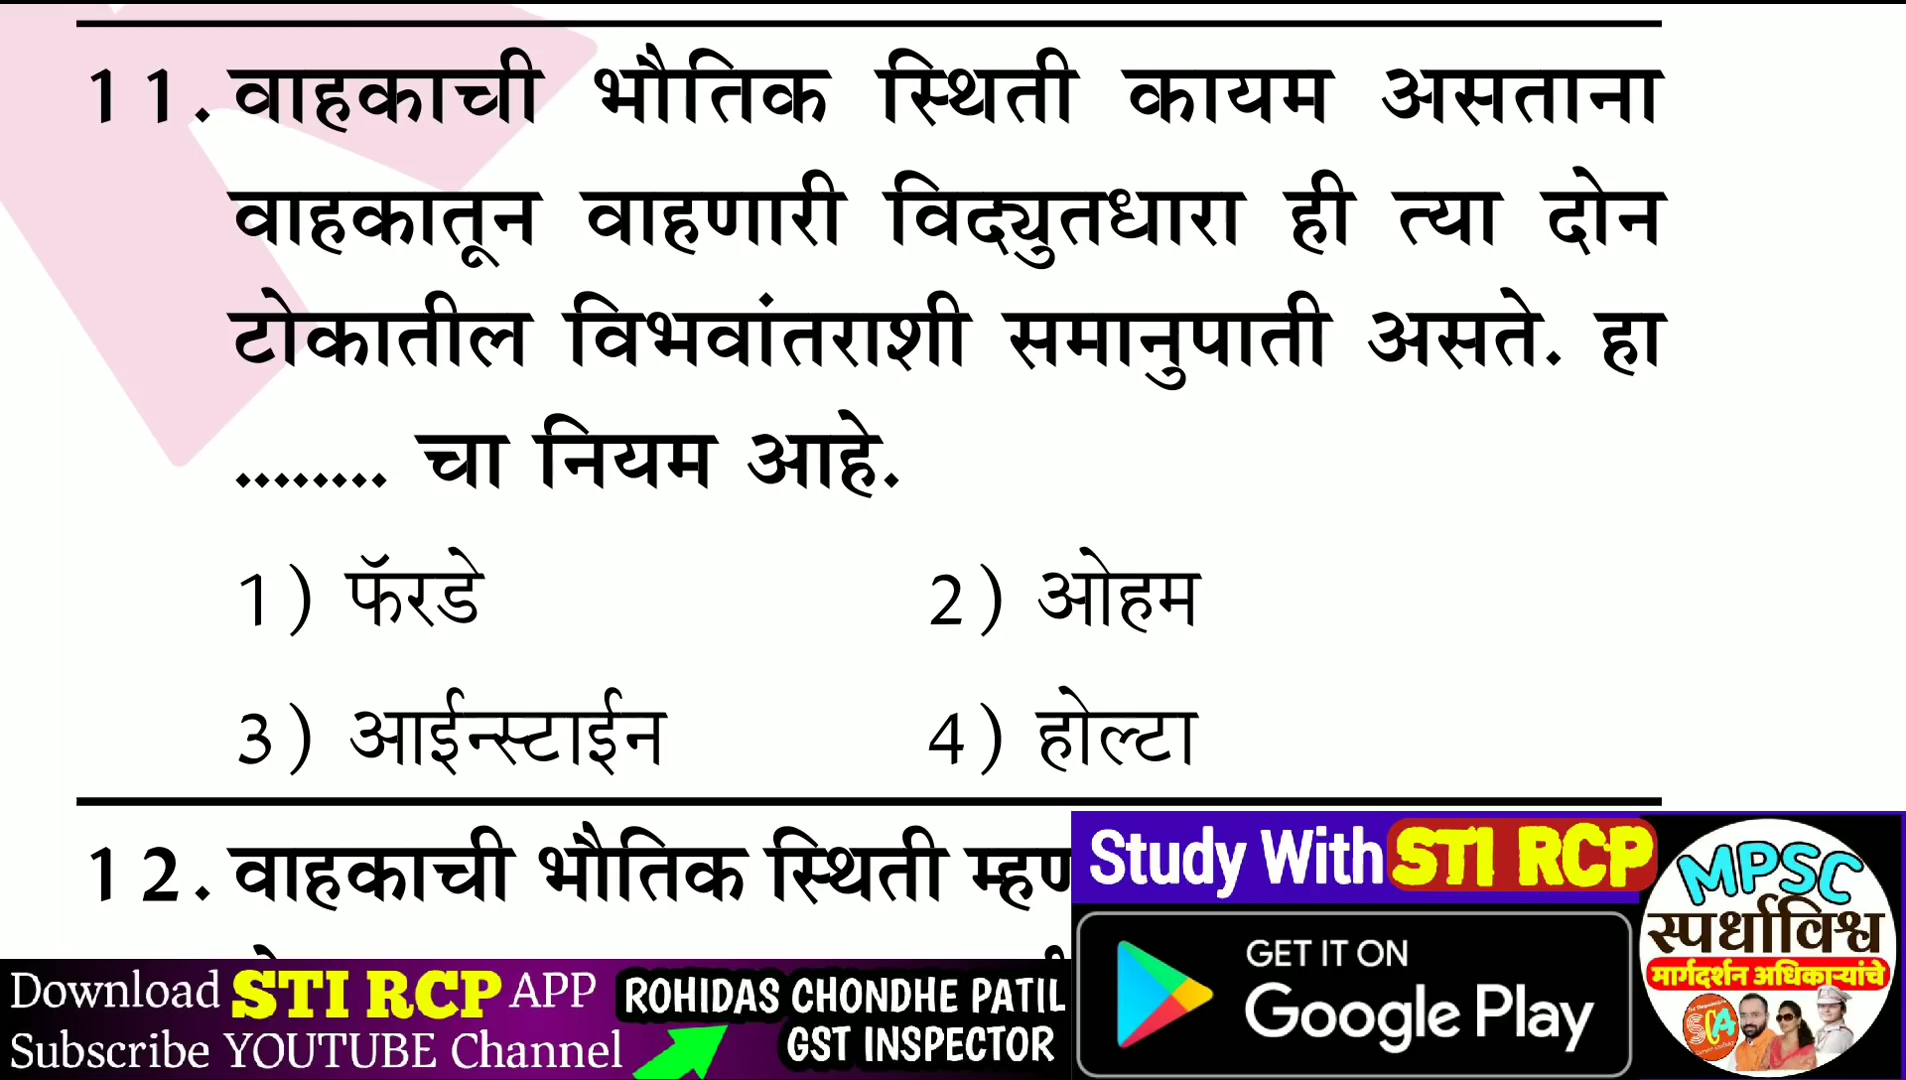 11. वाहकाची भौतिक स्थिती कायम असताना
वाहकातून वाहणारी विद्युतधारा ही त्या दोन
टोकातील विभवांतराशी समानुपाती असते. हा
........ चा नियम आहे.
1) फॅरडे 2) ओहम
3) आईन्स्टाईन 4) होल्टा
12. वाहकाची भौतिक स्थिती
Study With STI RCP
MPSC
स्पर्धाविश्व
मार्गदर्शन अधिकाऱ्यांचे
GET IT ON
Google Play
Download STI RCP APP
Subscribe YOUTUBE Channel
ROHIDAS CHONDHE PATIL
GST INSPECTOR